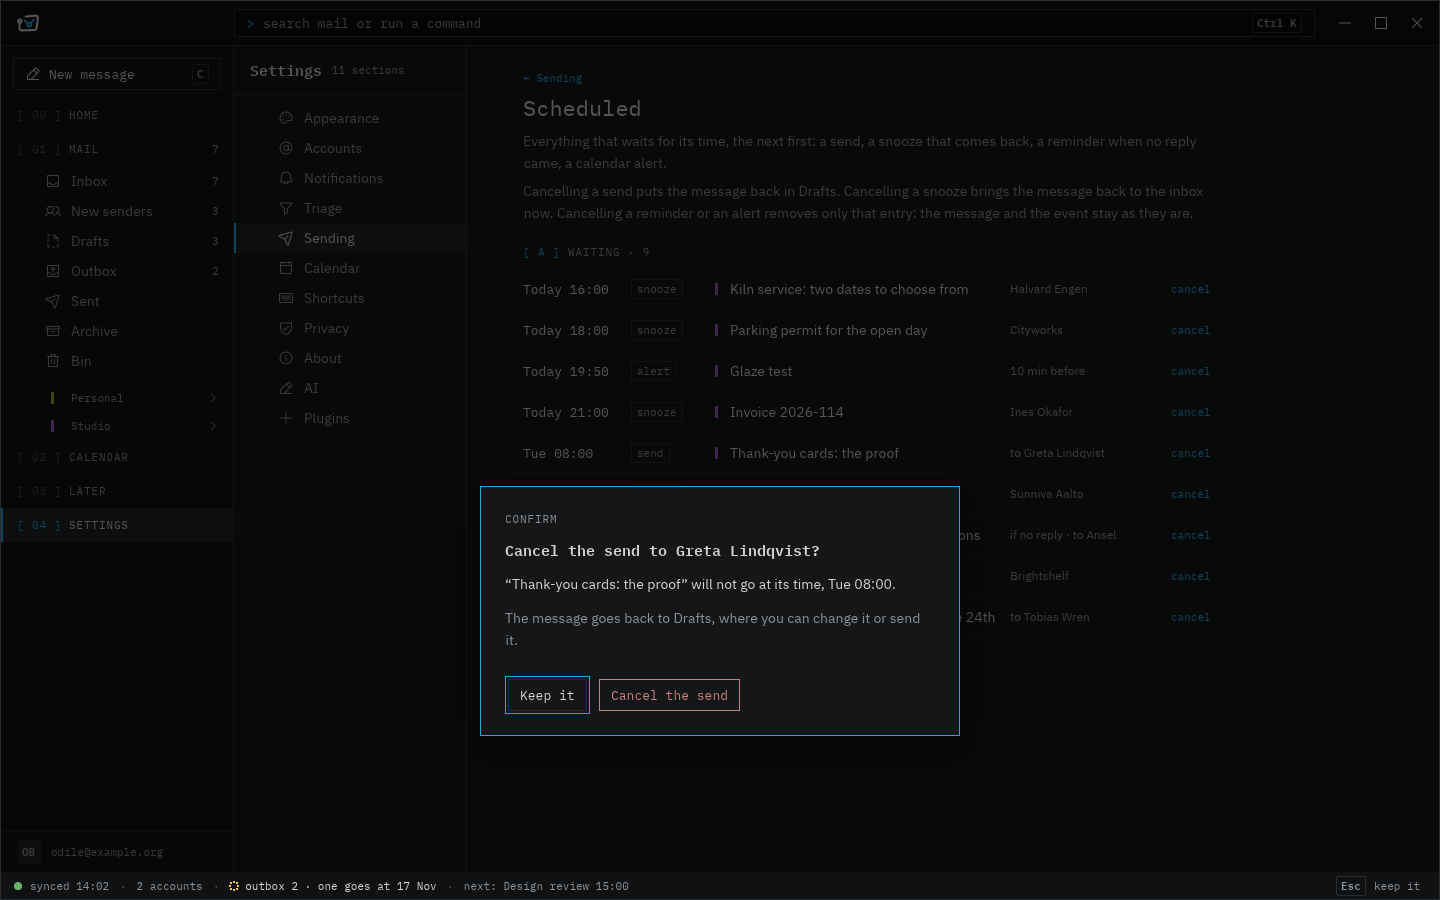 > search mail or run a command
Ctrl K
New message
C
[ 00 ] HOME
[ 01 ] MAIL 7
Inbox 7
New senders 3
Drafts 3
Outbox 2
Sent
Archive
Bin
Personal
Studio
[ 02 ] CALENDAR
[ 03 ] LATER
[ 04 ] SETTINGS
OB odile@example.org
Settings 11 sections
Appearance
Accounts
Notifications
Triage
Sending
Calendar
Shortcuts
Privacy
About
AI
Plugins
← Sending
Scheduled
Everything that waits for its time, the next first: a send, a snooze that comes back, a reminder when no reply
came, a calendar alert.
Cancelling a send puts the message back in Drafts. Cancelling a snooze brings the message back to the inbox
now. Cancelling a reminder or an alert removes only that entry: the message and the event stay as they are.
[ A ] WAITING · 9
Today 16:00 snooze Kiln service: two dates to choose from Halvard Engen cancel
Today 18:00 snooze Parking permit for the open day Cityworks cancel
Today 19:50 alert Glaze test 10 min before cancel
Today 21:00 snooze Invoice 2026-114 Ines Okafor cancel
Tue 08:00 send Thank-you cards: the proof to Greta Lindqvist cancel
Sunniva Aalto cancel
ons if no reply · to Ansel cancel
Brightshelf cancel
24th to Tobias Wren cancel
CONFIRM
Cancel the send to Greta Lindqvist?
“Thank-you cards: the proof” will not go at its time, Tue 08:00.
The message goes back to Drafts, where you can change it or send
it.
Keep it
Cancel the send
synced 14:02 · 2 accounts · outbox 2 · one goes at 17 Nov · next: Design review 15:00
Esc keep it